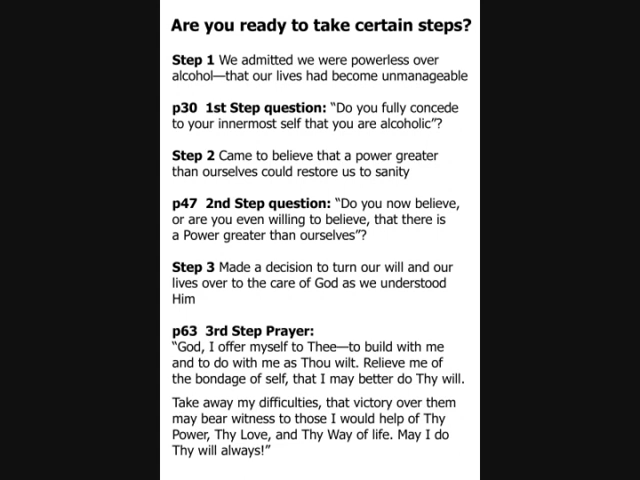 Are you ready to take certain steps?
Step 1 We admitted we were powerless over
alcohol—that our lives had become unmanageable
p30 1st Step question: “Do you fully concede
to your innermost self that you are alcoholic”?
Step 2 Came to believe that a power greater
than ourselves could restore us to sanity
p47 2nd Step question: “Do you now believe,
or are you even willing to believe, that there is
a Power greater than ourselves”?
Step 3 Made a decision to turn our will and our
lives over to the care of God as we understood
Him
p63 3rd Step Prayer:
“God, I offer myself to Thee—to build with me
and to do with me as Thou wilt. Relieve me of
the bondage of self, that I may better do Thy will.
Take away my difficulties, that victory over them
may bear witness to those I would help of Thy
Power, Thy Love, and Thy Way of life. May I do
Thy will always!”